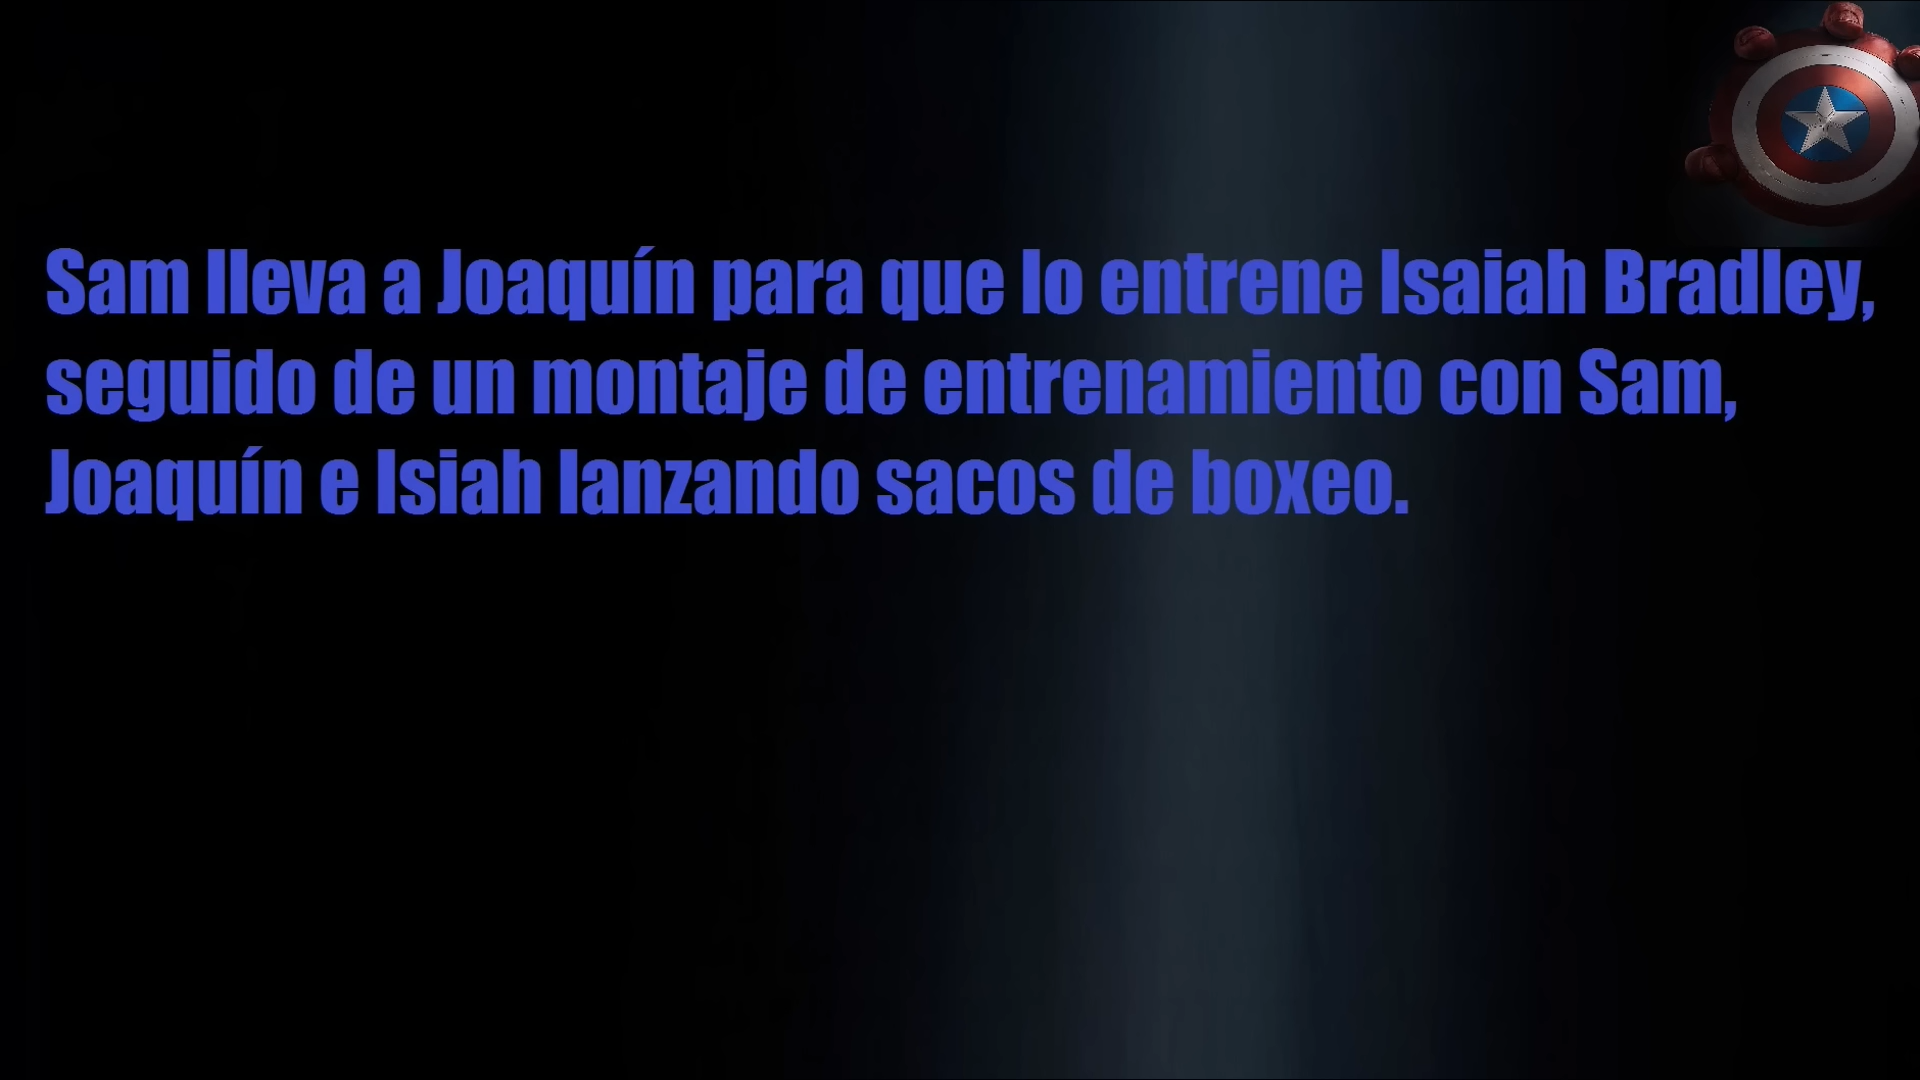 Sam lleva a Joaquín para que lo entrene Isaiah Bradley,
seguido de un montaje de entrenamiento con Sam,
Joaquín e Isiah lanzando sacos de boxeo.